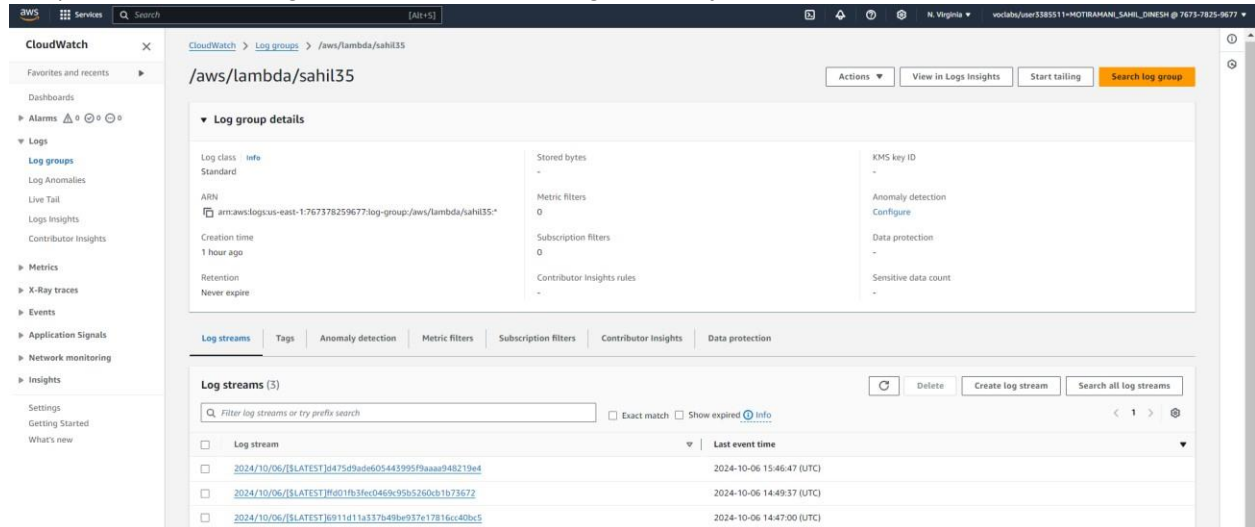 aws Services Search [Alt+S] N. Virginia voclabs/user3385511=MOTIRAMANI_SAHIL_DINESH @ 7673-7825-9677
CloudWatch
Favorites and recents
Dashboards
Alarms 0 0 0
Logs
Log groups
Log Anomalies
Live Tail
Logs Insights
Contributor Insights
Metrics
X-Ray traces
Events
Application Signals
Network monitoring
Insights
Settings
Getting Started
What's new
CloudWatch > Log groups > /aws/lambda/sahil35
/aws/lambda/sahil35
Actions View in Logs Insights Start tailing Search log group
Log group details
Log class Info
Standard
ARN
arn:aws:logs:us-east-1:767378259677:log-group:/aws/lambda/sahil35:*
Creation time
1 hour ago
Retention
Never expire
Stored bytes
-
Metric filters
0
Subscription filters
0
Contributor Insights rules
-
KMS key ID
-
Anomaly detection
Configure
Data protection
-
Sensitive data count
-
Log streams Tags Anomaly detection Metric filters Subscription filters Contributor Insights Data protection
Log streams (3) Delete Create log stream Search all log streams
Filter log streams or try prefix search Exact match Show expired Info 1
Log stream Last event time
2024/10/06/[$LATEST]d475d9ade605443995f9aaaa948219e4 2024-10-06 15:46:47 (UTC)
2024/10/06/[$LATEST]ffd01fb3fec0469c95b5260cb1b73672 2024-10-06 14:49:37 (UTC)
2024/10/06/[$LATEST]6911d11a337b49be937e17816cc40bc5 2024-10-06 14:47:00 (UTC)